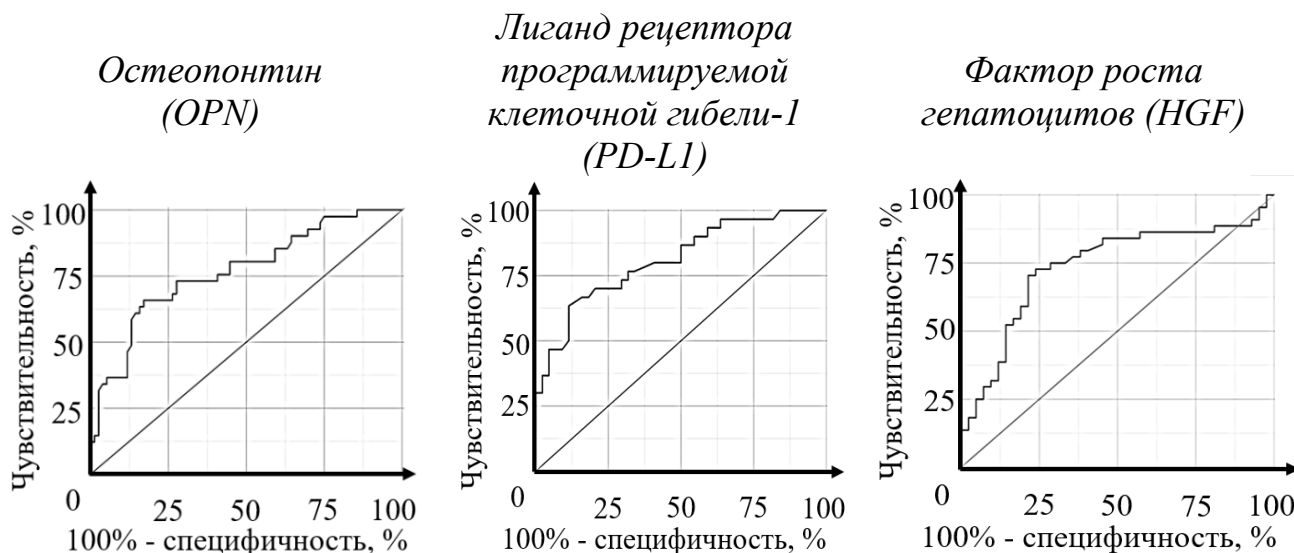 Остеопонтин
(OPN)
Чувствительность, %
100
75
50
25
0
25 50 75 100
100% - специфичность, %
Лиганд рецептора
программируемой
клеточной гибели-1
(PD-L1)
Чувствительность, %
100
75
50
25
0
25 50 75 100
100% - специфичность, %
Фактор роста
гепатоцитов (HGF)
Чувствительность, %
100
75
50
25
0
25 50 75 100
100% - специфичность, %